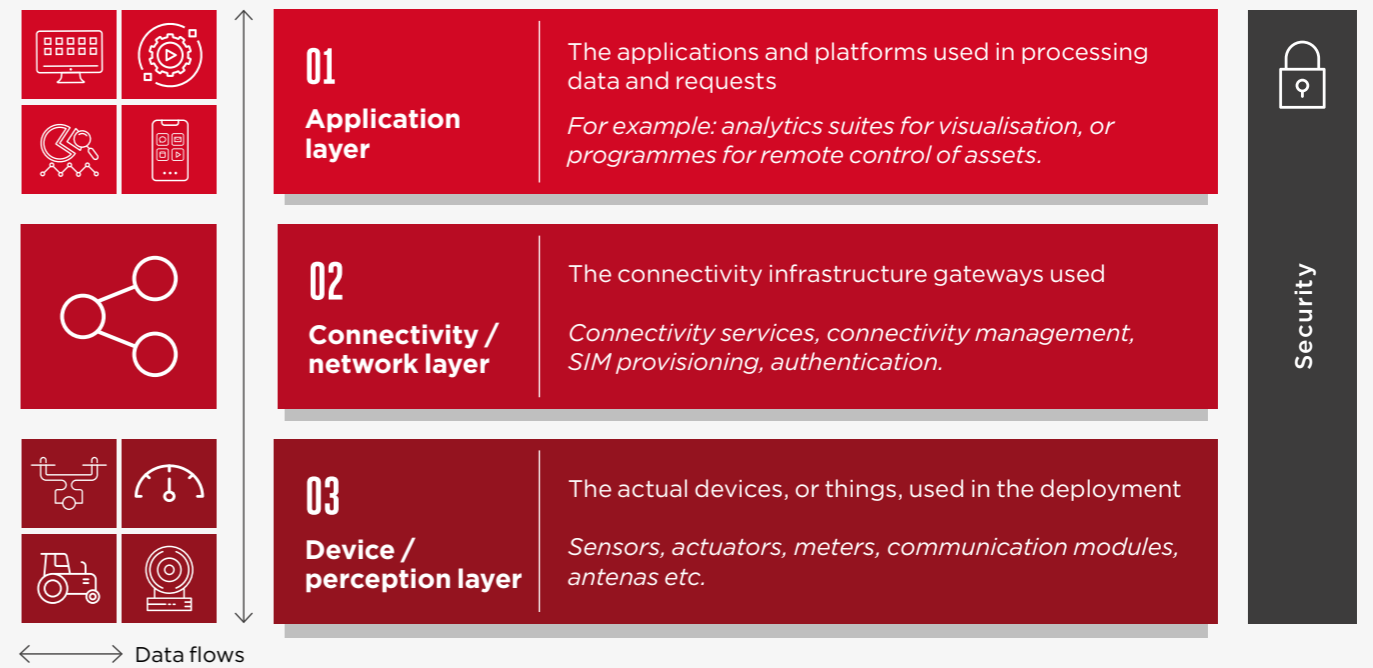 01
Application
layer
The applications and platforms used in processing
data and requests
For example: analytics suites for visualisation, or
programmes for remote control of assets.
02
Connectivity /
network layer
The connectivity infrastructure gateways used
Connectivity services, connectivity management,
SIM provisioning, authentication.
03
Device /
perception layer
The actual devices, or things, used in the deployment
Sensors, actuators, meters, communication modules,
antenas etc.
Security
Data flows